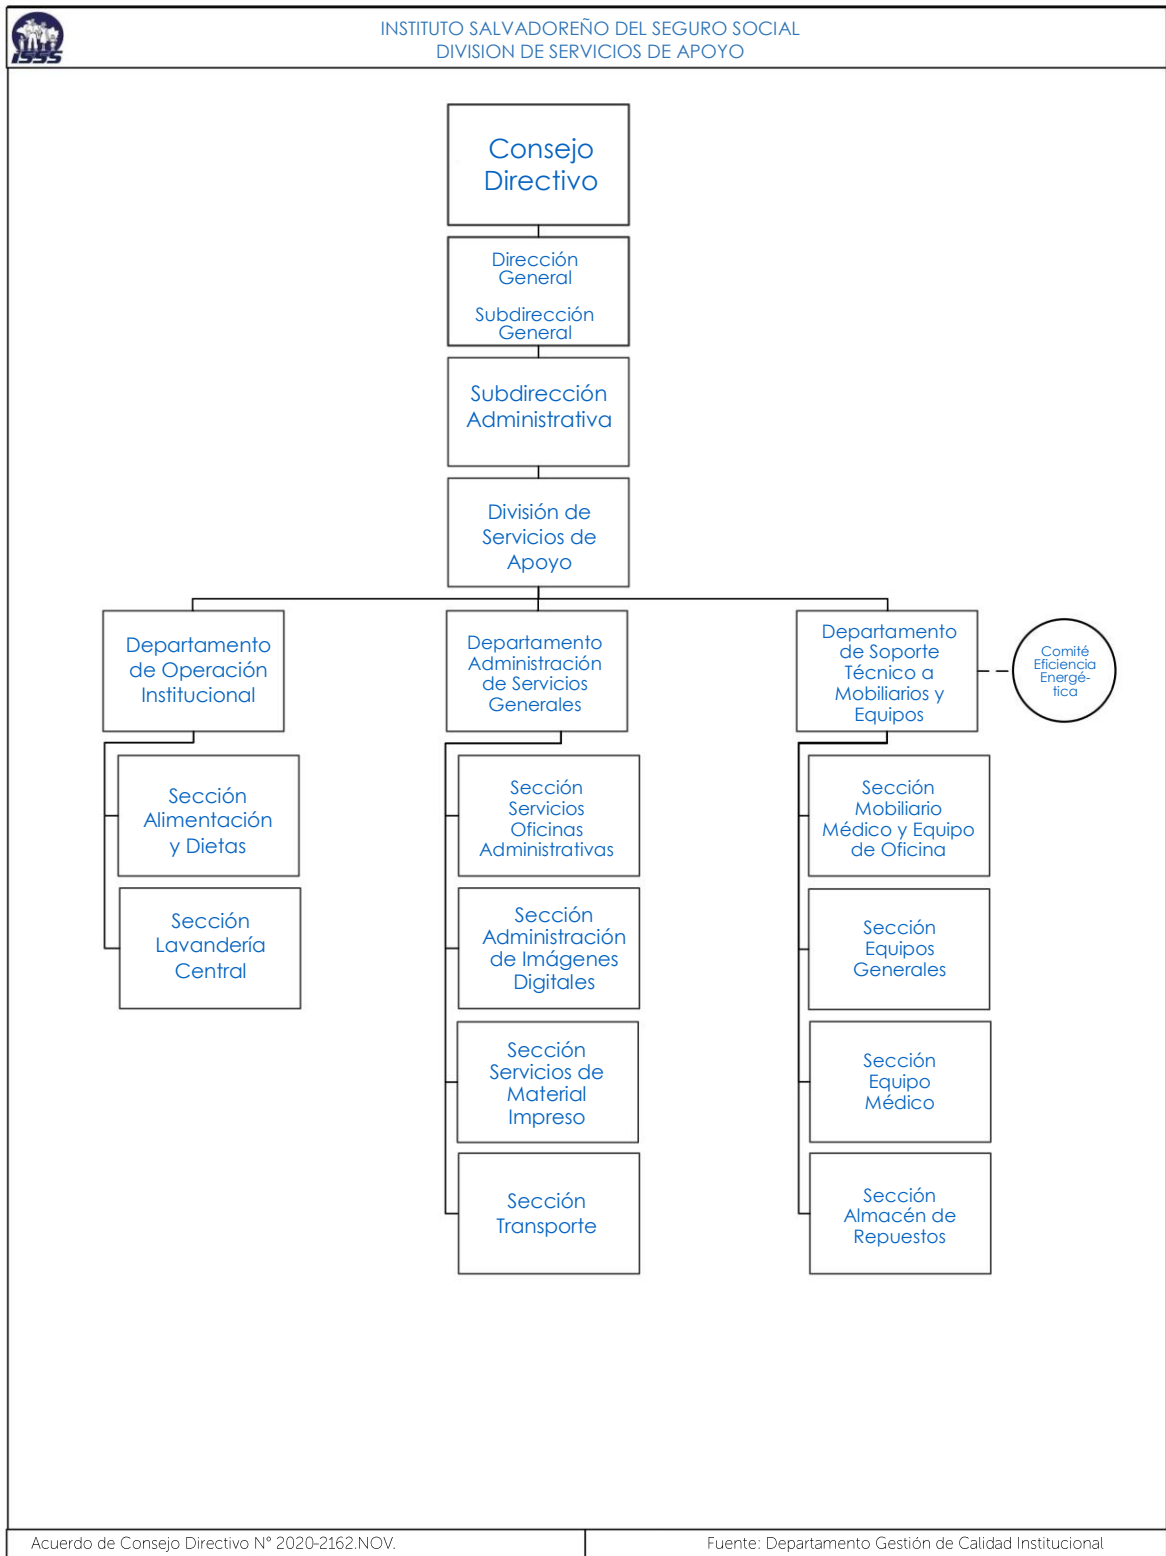 ISSS
INSTITUTO SALVADOREÑO DEL SEGURO SOCIAL
DIVISION DE SERVICIOS DE APOYO
Consejo
Directivo
Dirección
General
Subdirección
General
Subdirección
Administrativa
División de
Servicios de
Apoyo
Departamento
de Operación
Institucional
Departamento
Administración
de Servicios
Generales
Departamento
de Soporte
Técnico a
Mobiliarios y
Equipos
Comité
Eficiencia
Energé-
tica
Sección
Alimentación
y Dietas
Sección
Lavandería
Central
Sección
Servicios
Oficinas
Administrativas
Sección
Administración
de Imágenes
Digitales
Sección
Servicios de
Material
Impreso
Sección
Transporte
Sección
Mobiliario
Médico y Equipo
de Oficina
Sección
Equipos
Generales
Sección
Equipo
Médico
Sección
Almacén de
Repuestos
Acuerdo de Consejo Directivo N° 2020-2162.NOV.
Fuente: Departamento Gestión de Calidad Institucional